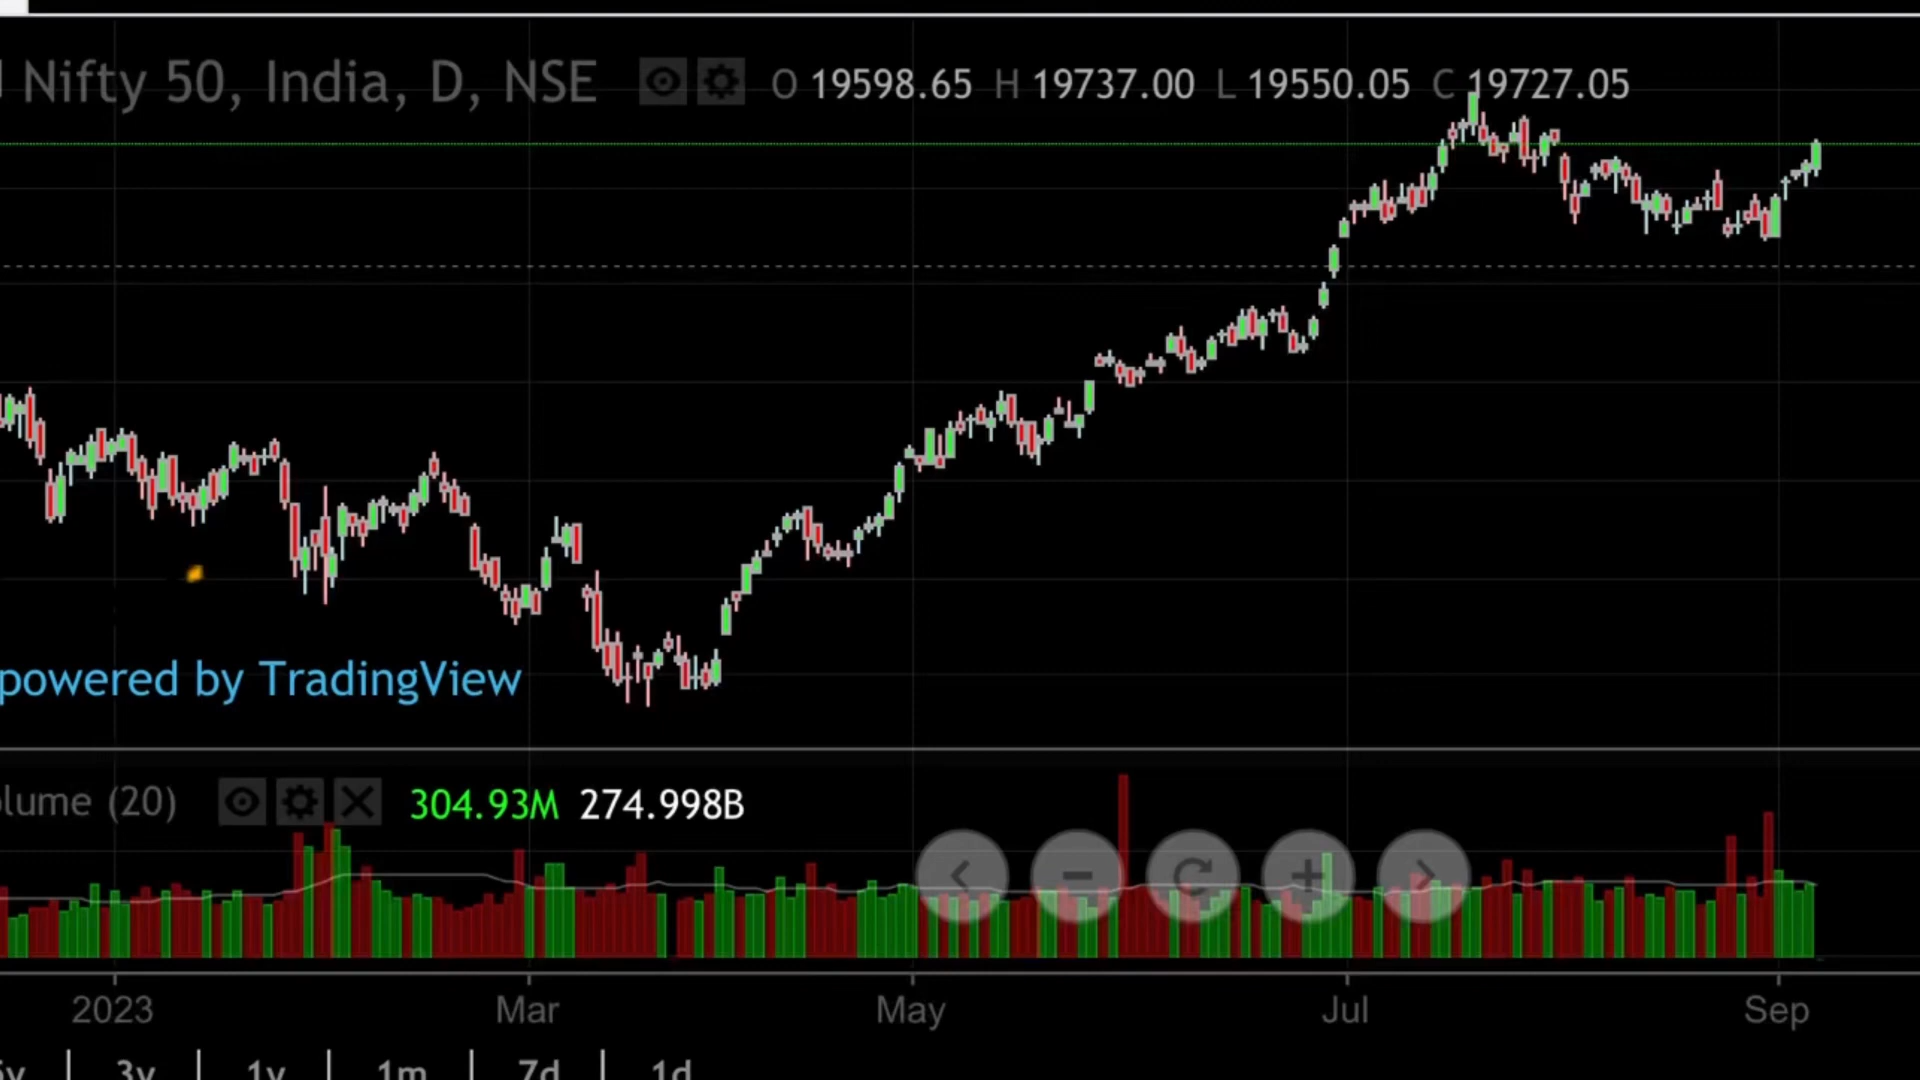 Nifty 50, India, D, NSE O 19598.65 H 19737.00 L 19550.05 C 19727.05
powered by TradingView
olume (20) 304.93M 274.998B
2023 Mar May Jul Sep
3y 1y 1m 7d 1d